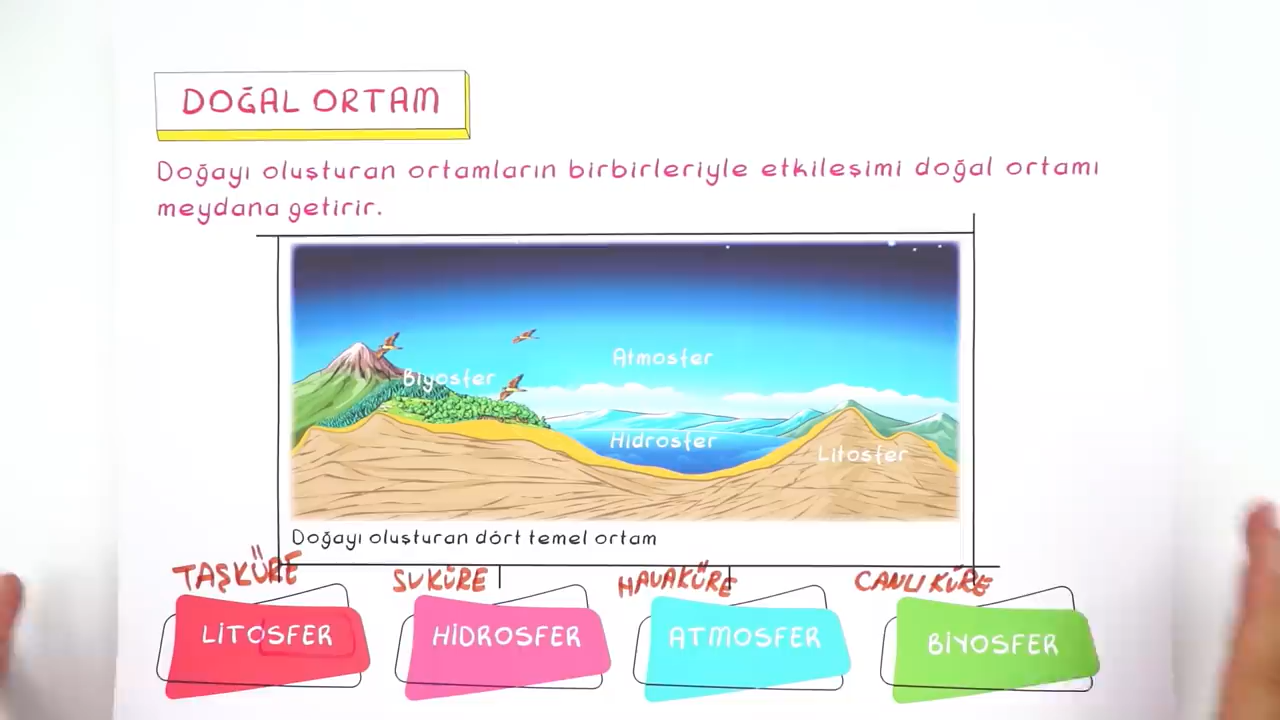 DOĞAL ORTAM
Doğayı oluşturan ortamların birbirleriyle etkileşimi doğal ortamı
meydana getirir.
Atmosfer
Biyosfer
Hidrosfer
Litosfer
Doğayı oluşturan dört temel ortam
TAŞKÜRE SUKÜRE HAVAKÜRE CANLI KÜRE
LİTOSFER HİDROSFER ATMOSFER BİYOSFER